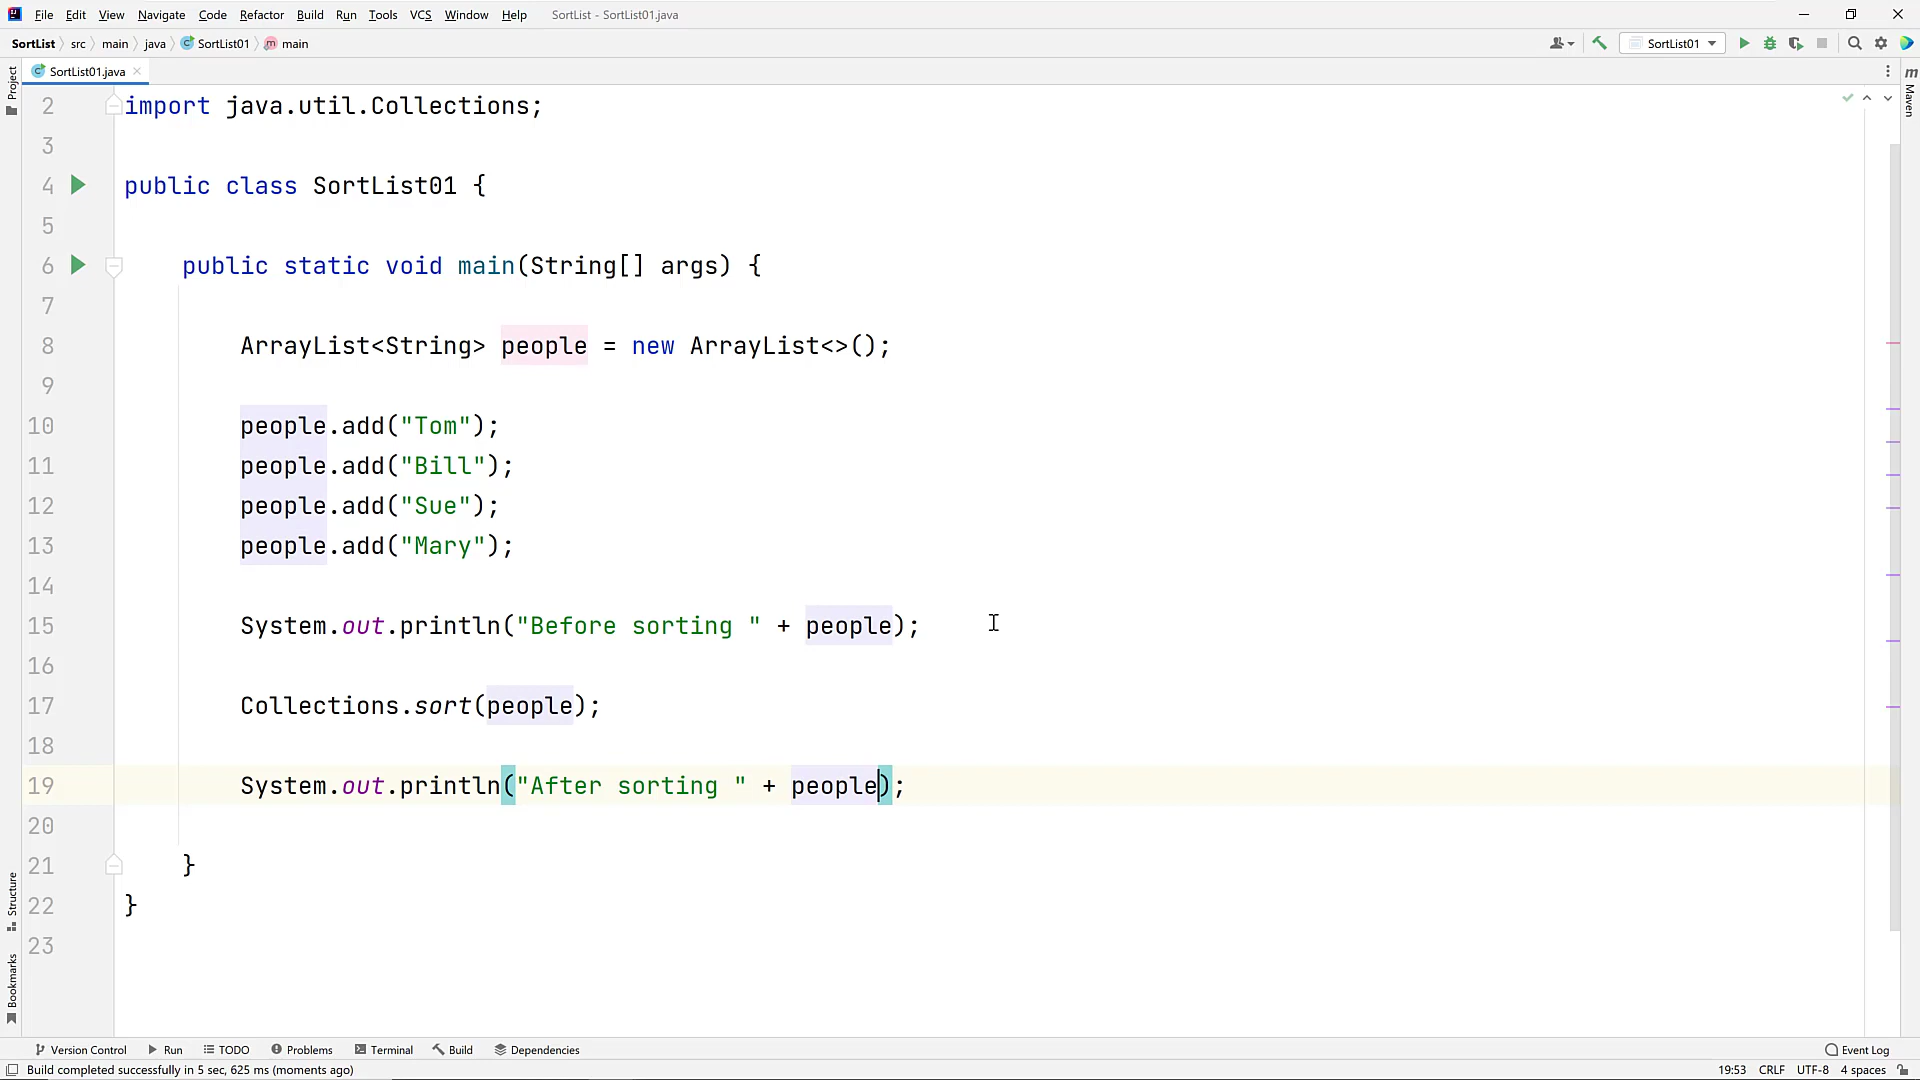 File Edit View Navigate Code Refactor Build Run Tools VCS Window Help SortList - SortList01.java
SortList src main java SortList01 main SortList01
Project
SortList01.java
Maven
2 import java.util.Collections;
3
4 public class SortList01 {
5
6 public static void main(String[] args) {
7
8 ArrayList<String> people = new ArrayList<>();
9
10 people.add("Tom");
11 people.add("Bill");
12 people.add("Sue");
13 people.add("Mary");
14
15 System.out.println("Before sorting " + people);
16
17 Collections.sort(people);
18
19 System.out.println("After sorting " + people);
20
21 }
22 }
23
Structure
Bookmarks
Version Control Run TODO Problems Terminal Build Dependencies Event Log
Build completed successfully in 5 sec, 625 ms (moments ago) 19:53 CRLF UTF-8 4 spaces